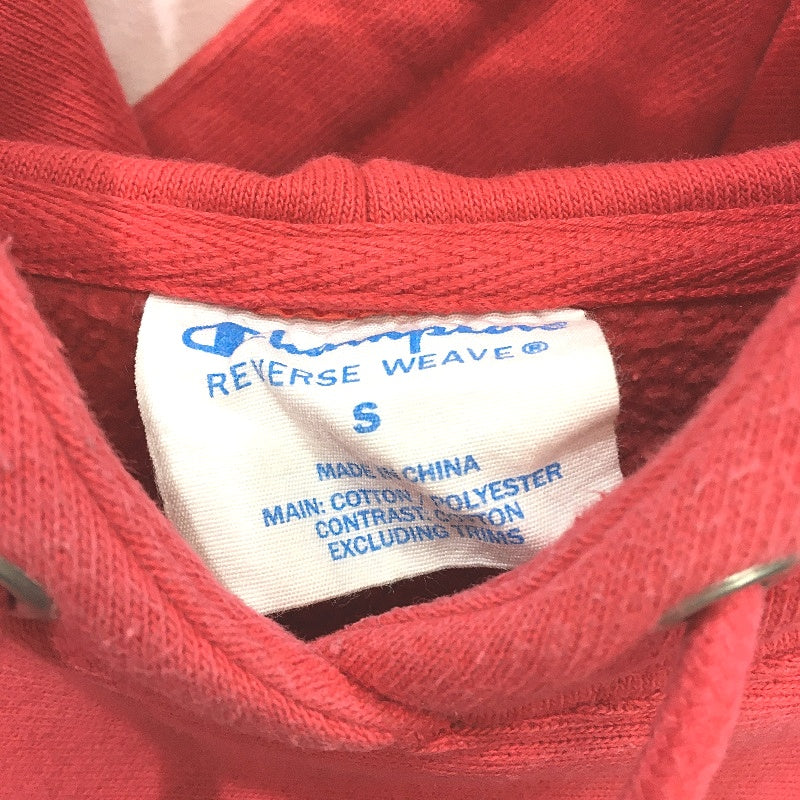 Champion
REVERSE WEAVE®
S
MADE IN CHINA
MAIN: COTTON / POLYESTER
CONTRAST: COTTON
EXCLUDING TRIMS